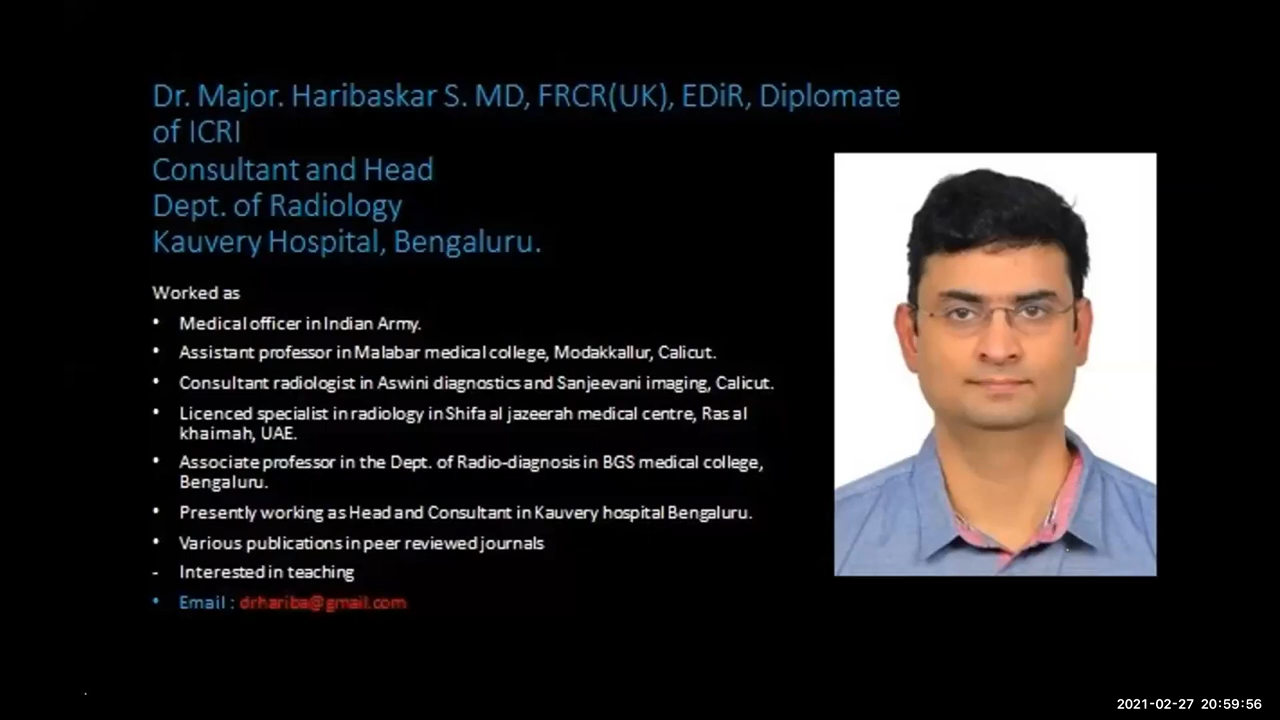 Dr. Major. Haribaskar S. MD, FRCR(UK), EDiR, Diplomate
of ICRI
Consultant and Head
Dept. of Radiology
Kauvery Hospital, Bengaluru.
Worked as
• Medical officer in Indian Army.
• Assistant professor in Malabar medical college, Modakkallur, Calicut.
• Consultant radiologist in Aswini diagnostics and Sanjeevani imaging, Calicut.
• Licenced specialist in radiology in Shifa al jazeerah medical centre, Ras al
khaimah, UAE.
• Associate professor in the Dept. of Radio-diagnosis in BGS medical college,
Bengaluru.
• Presently working as Head and Consultant in Kauvery hospital Bengaluru.
• Various publications in peer reviewed journals
- Interested in teaching
• Email : drhariba@gmail.com
2021-02-27 20:59:56